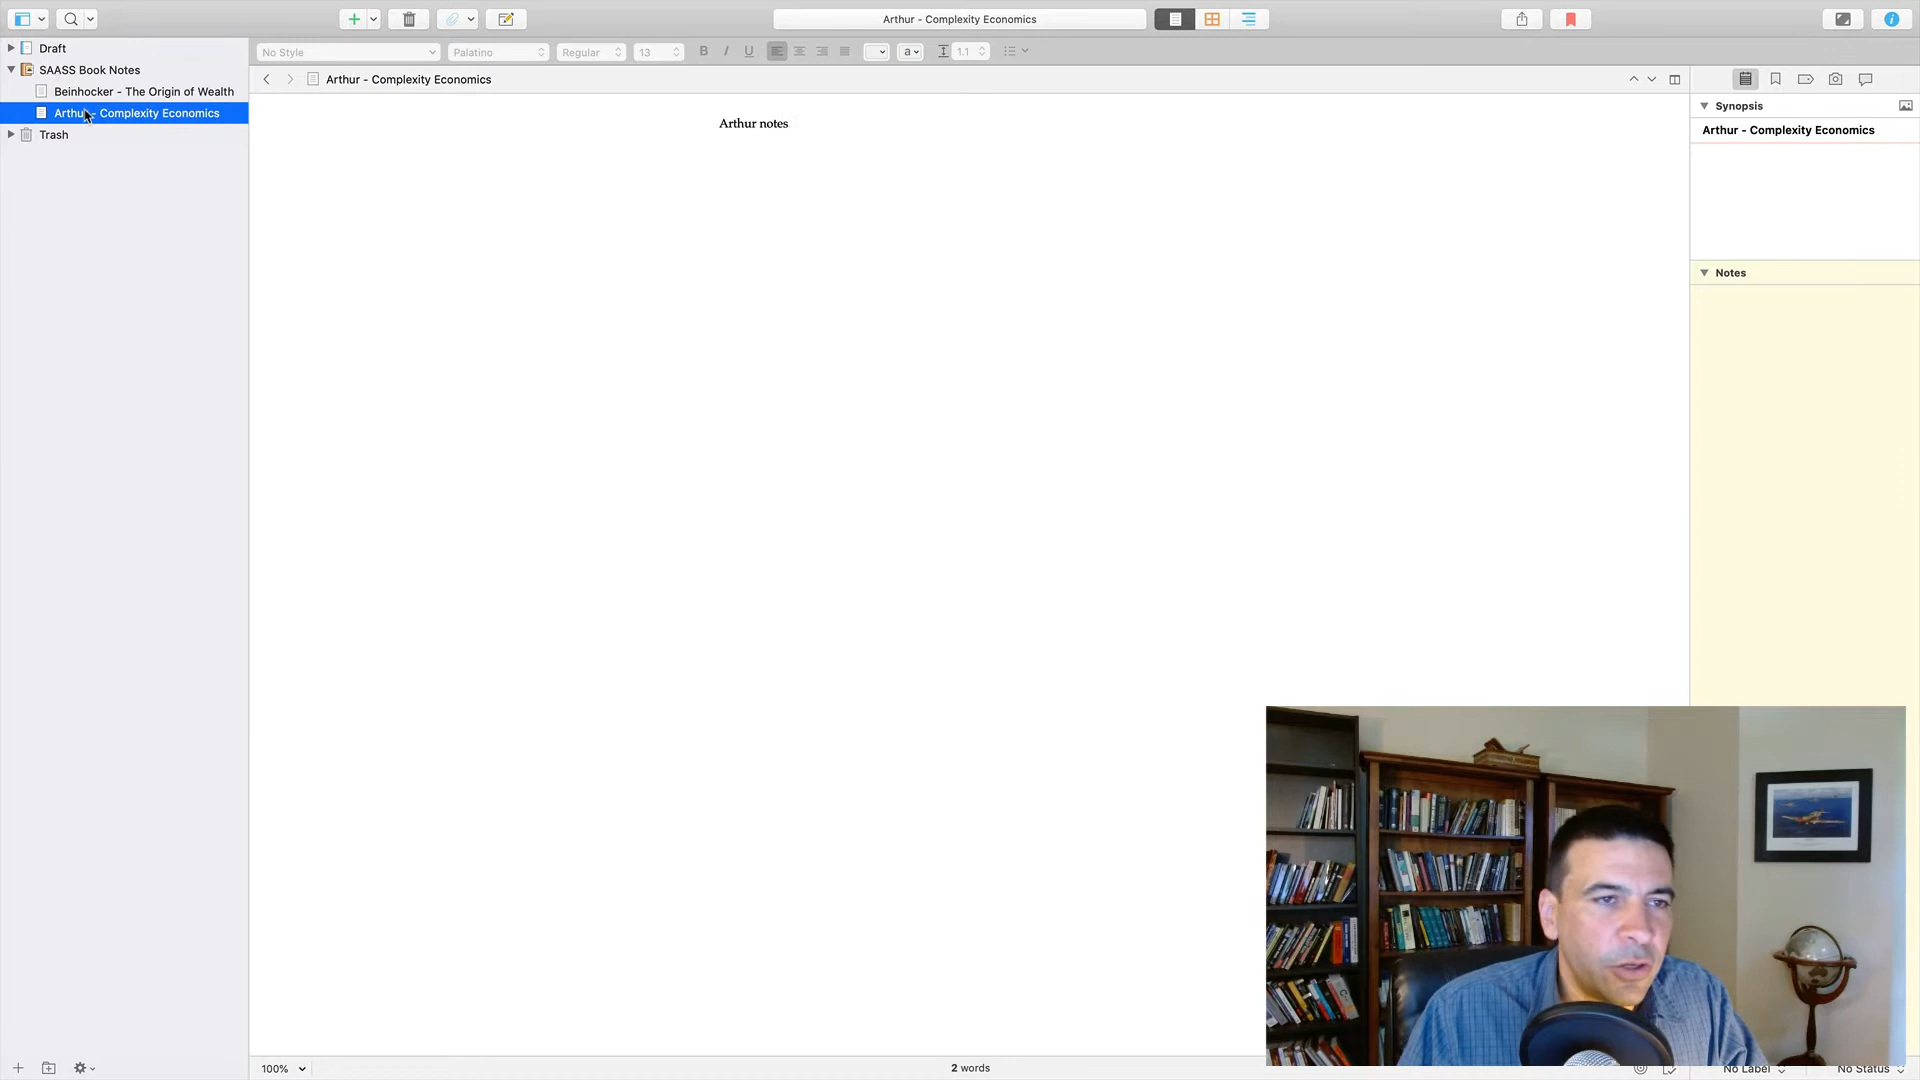 Arthur - Complexity Economics
Draft
SAASS Book Notes
Beinhocker - The Origin of Wealth
Arthur - Complexity Economics
Trash
No Style
Palatino
Regular
13
B
I
U
a
1.1
Arthur - Complexity Economics
Arthur notes
Synopsis
Arthur - Complexity Economics
Notes
100%
2 words
No Label
No Status